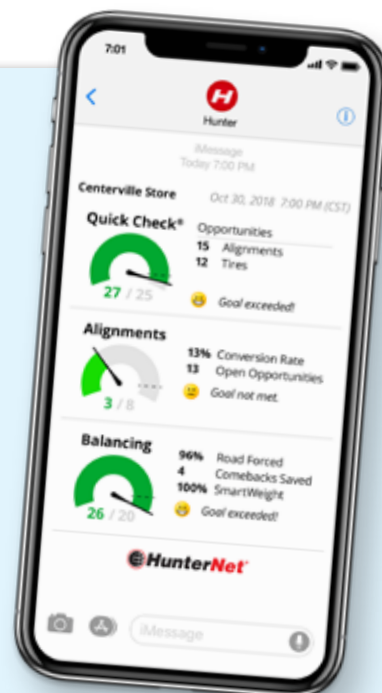 7:01
H
Hunter
iMessage
Today 7:00 PM
Centerville Store
Oct 30, 2018 7:00 PM (CST)
Quick Check®
27 / 25
Opportunities
15 Alignments
12 Tires
Goal exceeded!
Alignments
3 / 8
13% Conversion Rate
13 Open Opportunities
Goal not met.
Balancing
26 / 20
96% Road Forced
4 Comebacks Saved
100% SmartWeight
Goal exceeded!
HunterNet®
iMessage